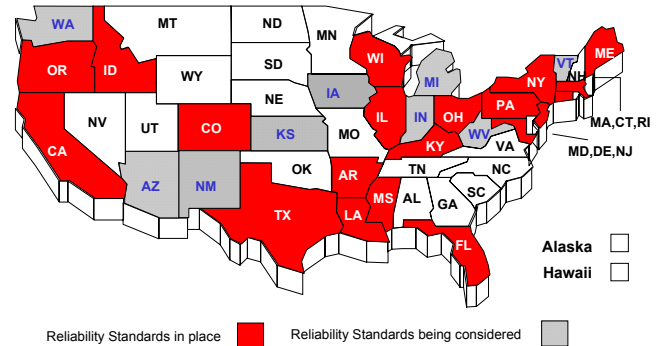 WA
MT
ND
MN
OR
ID
SD
WI
MI
VT
ME
WY
NY
NH
NE
IA
PA
NV
UT
CO
IL
IN
OH
MA,CT,RI
CA
KS
MO
WV
VA
MD,DE,NJ
KY
AZ
NM
OK
AR
TN
NC
SC
TX
LA
MS
AL
GA
FL
Alaska
Hawaii
Reliability Standards in place
Reliability Standards being considered